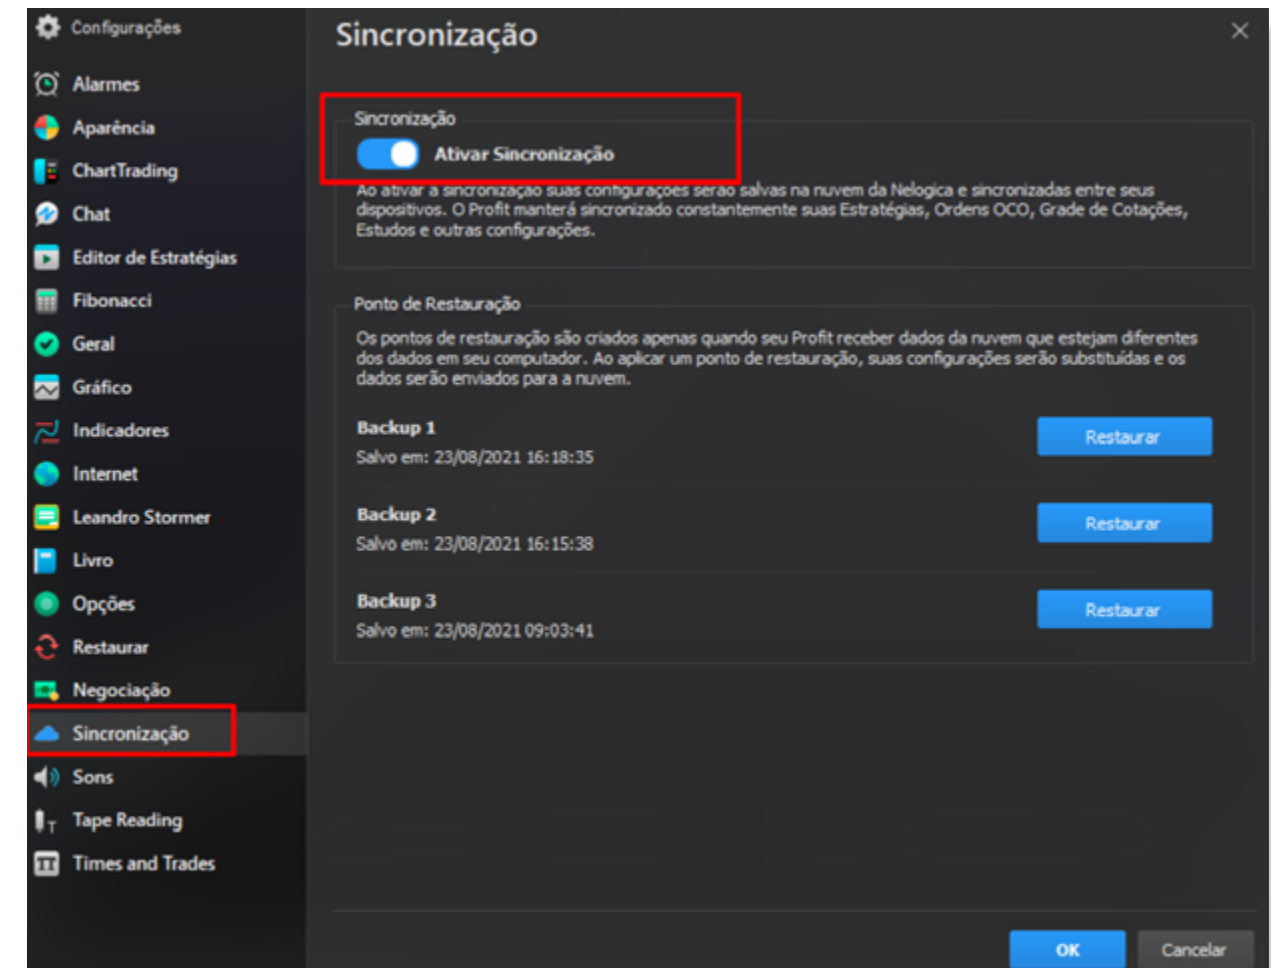 Configurações
Alarmes
Aparência
ChartTrading
Chat
Editor de Estratégias
Fibonacci
Geral
Gráfico
Indicadores
Internet
Leandro Stormer
Livro
Opções
Restaurar
Negociação
Sincronização
Sons
Tape Reading
Times and Trades
Sincronização
Sincronização
Ativar Sincronização
Ao ativar a sincronização suas configurações serão salvas na nuvem da Nelogica e sincronizadas entre seus
dispositivos. O Profit manterá sincronizado constantemente suas Estratégias, Ordens OCO, Grade de Cotações,
Estudos e outras configurações.
Ponto de Restauração
Os pontos de restauração são criados apenas quando seu Profit receber dados da nuvem que estejam diferentes
dos dados em seu computador. Ao aplicar um ponto de restauração, suas configurações serão substituídas e os
dados serão enviados para a nuvem.
Backup 1
Salvo em: 23/08/2021 16:18:35
Restaurar
Backup 2
Salvo em: 23/08/2021 16:15:38
Restaurar
Backup 3
Salvo em: 23/08/2021 09:03:41
Restaurar
OK
Cancelar